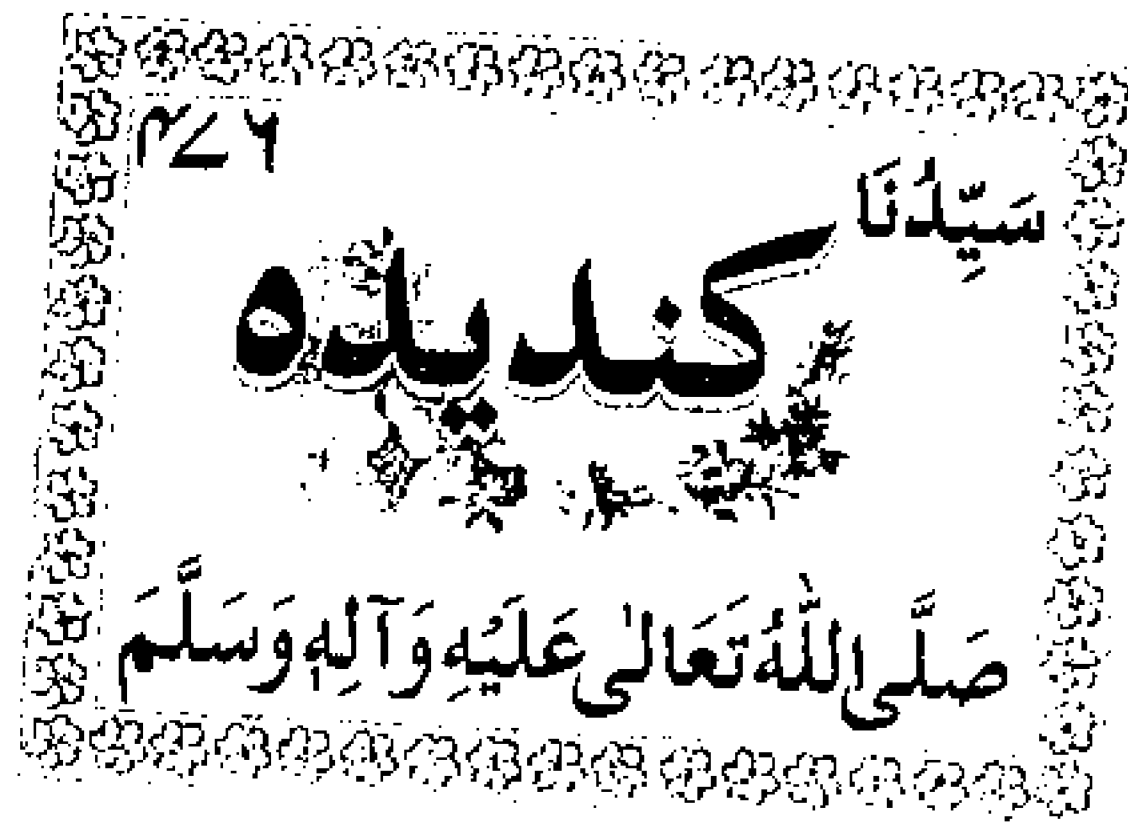 ۴۷۶
سَیِّدُنَا
کندیدہ
صَلَّی اللّٰہُ تَعَالٰی عَلَیْہِ وَآلِہٖ وَسَلَّمَ